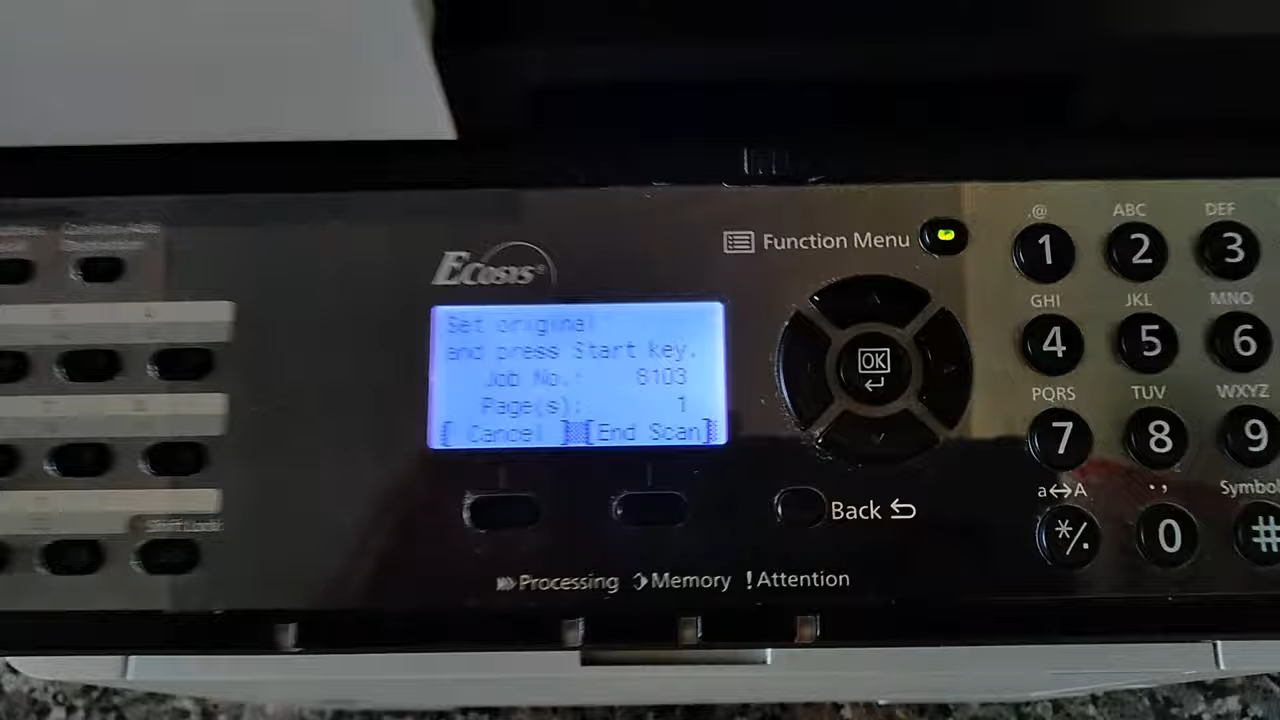 ECOSYS
Set original
and press Start key.
Job No.: 8103
Page(s): 1
[ Cancel ] [End Scan]
Function Menu
OK
Back
Processing Memory !Attention
.@ ABC DEF
1 2 3
GHI JKL MNO
4 5 6
PQRS TUV WXYZ
7 8 9
a↔A ., Symbol
*/. 0 #
Shift Lock